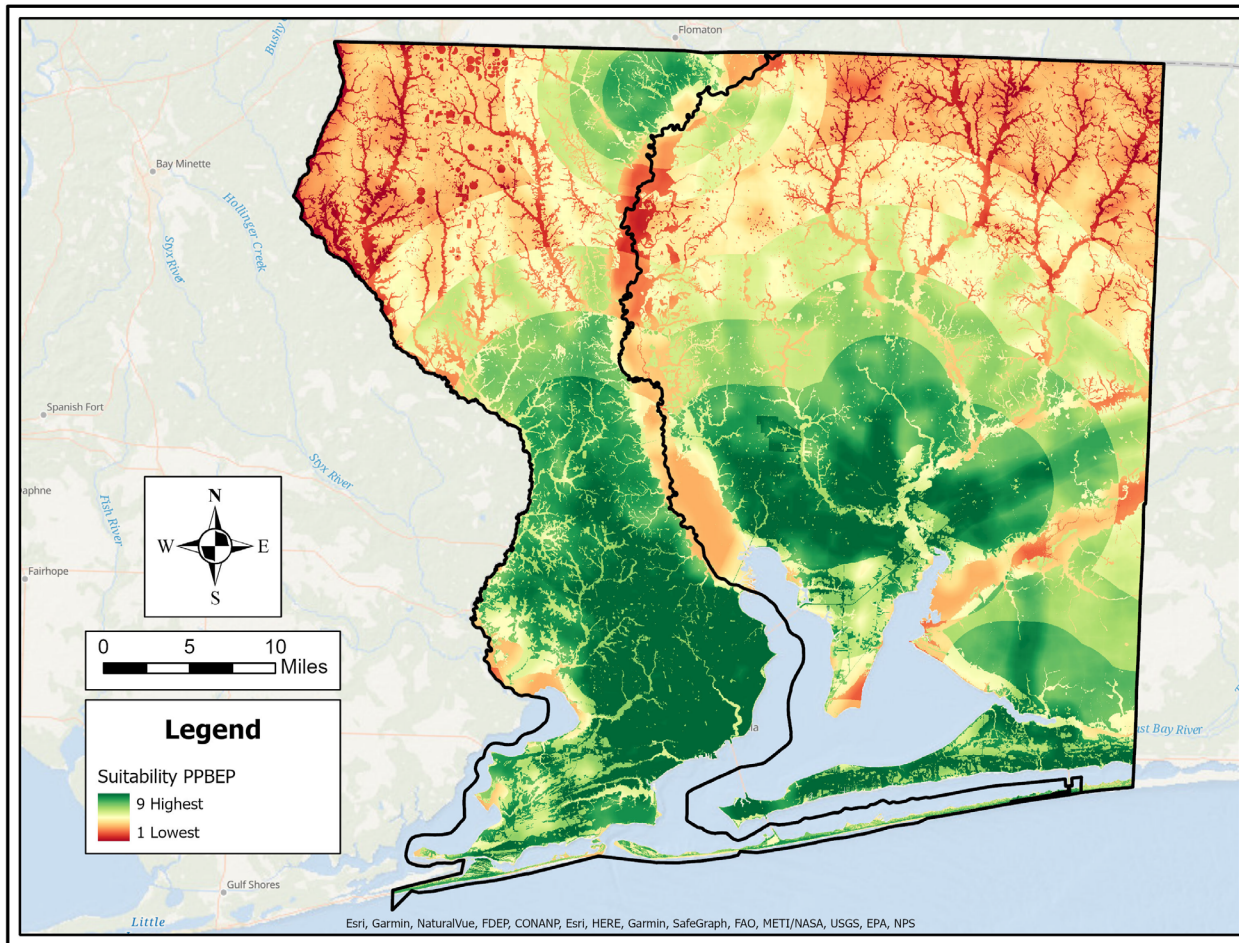 Flomaton
Bushy
Bay Minette
Hollinger Creek
Styx River
Spanish Fort
Styx River
aphne
Fish River
Fairhope
N
W E
S
0 5 10
Miles
Legend
Suitability PPBEP
9 Highest
1 Lowest
ast Bay River
la
Gulf Shores
Little
Esri, Garmin, NaturalVue, FDEP, CONANP, Esri, HERE, Garmin, SafeGraph, FAO, METI/NASA, USGS, EPA, NPS